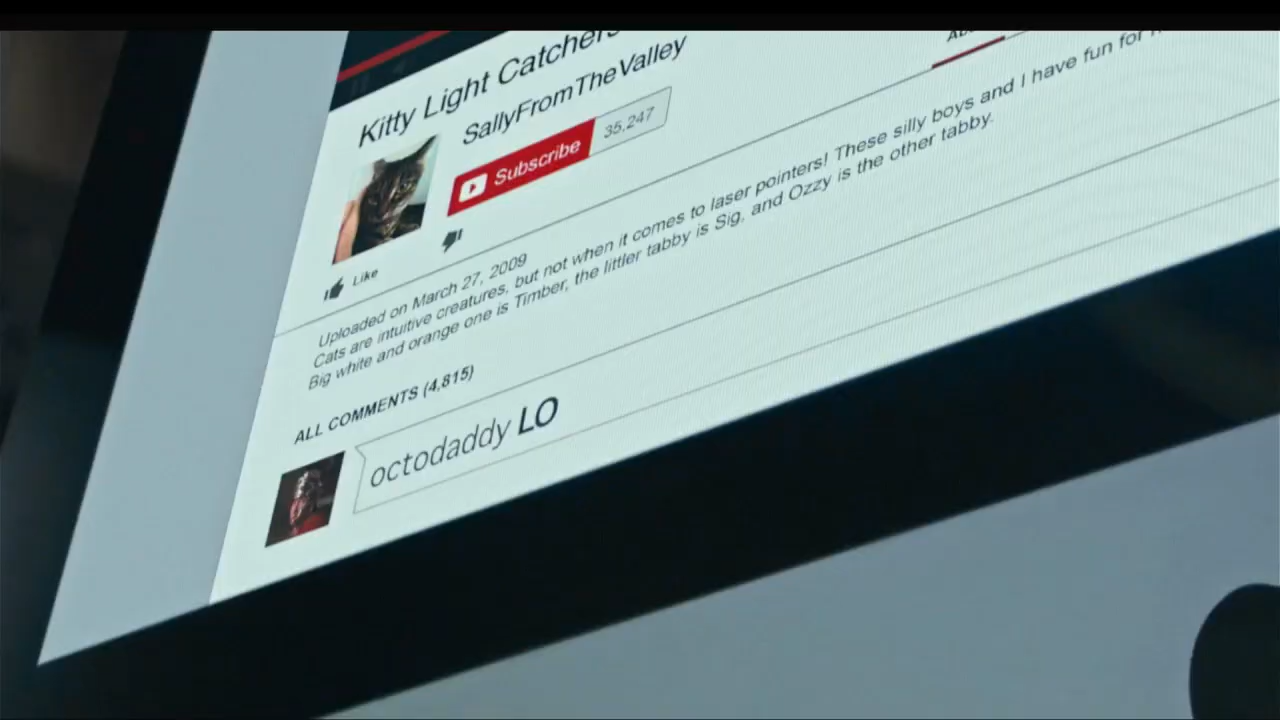 Kitty Light Catchers
SallyFromTheValley
Subscribe 35,247
Like
Uploaded on March 27, 2009
Cats are intuitive creatures, but not when it comes to laser pointers! These silly boys and I have fun for
Big white and orange one is Timber, the littler tabby is Sig, and Ozzy is the other tabby.
ALL COMMENTS (4,815)
octodaddy LO